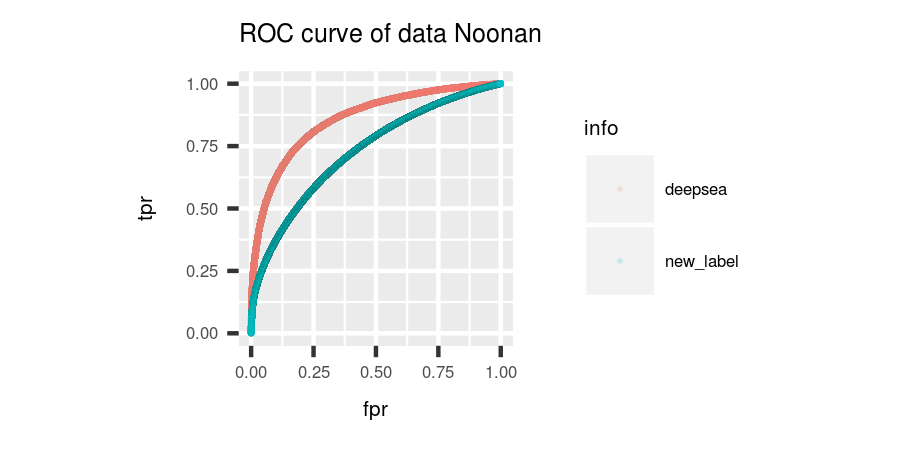 ROC curve of data Noonan
tpr
1.00
0.75
0.50
0.25
0.00
0.00 0.25 0.50 0.75 1.00
fpr
info
deepsea
new_label